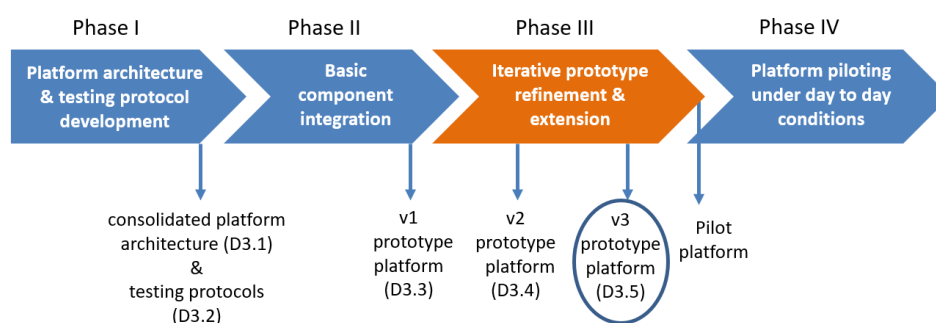 Phase I
Phase II
Phase III
Phase IV
Platform architecture
& testing protocol
development
Basic
component
integration
Iterative prototype
refinement &
extension
Platform piloting
under day to day
conditions
consolidated platform
architecture (D3.1)
&
testing protocols
(D3.2)
v1
prototype
platform
(D3.3)
v2
prototype
platform
(D3.4)
v3
prototype
platform
(D3.5)
Pilot
platform